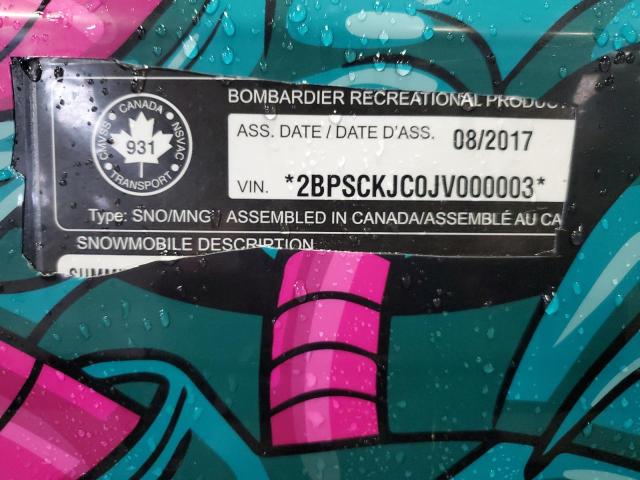 BOMBARDIER RECREATIONAL PRODUC
CANADA
CMVSS 931 NSVAC
TRANSPORT
ASS. DATE / DATE D'ASS. 08/2017
VIN. *2BPSCKJC0JV000003*
Type: SNO/MNG ASSEMBLED IN CANADA/ASSEMBLÉ AU CA
SNOWMOBILE DESCRIPTION